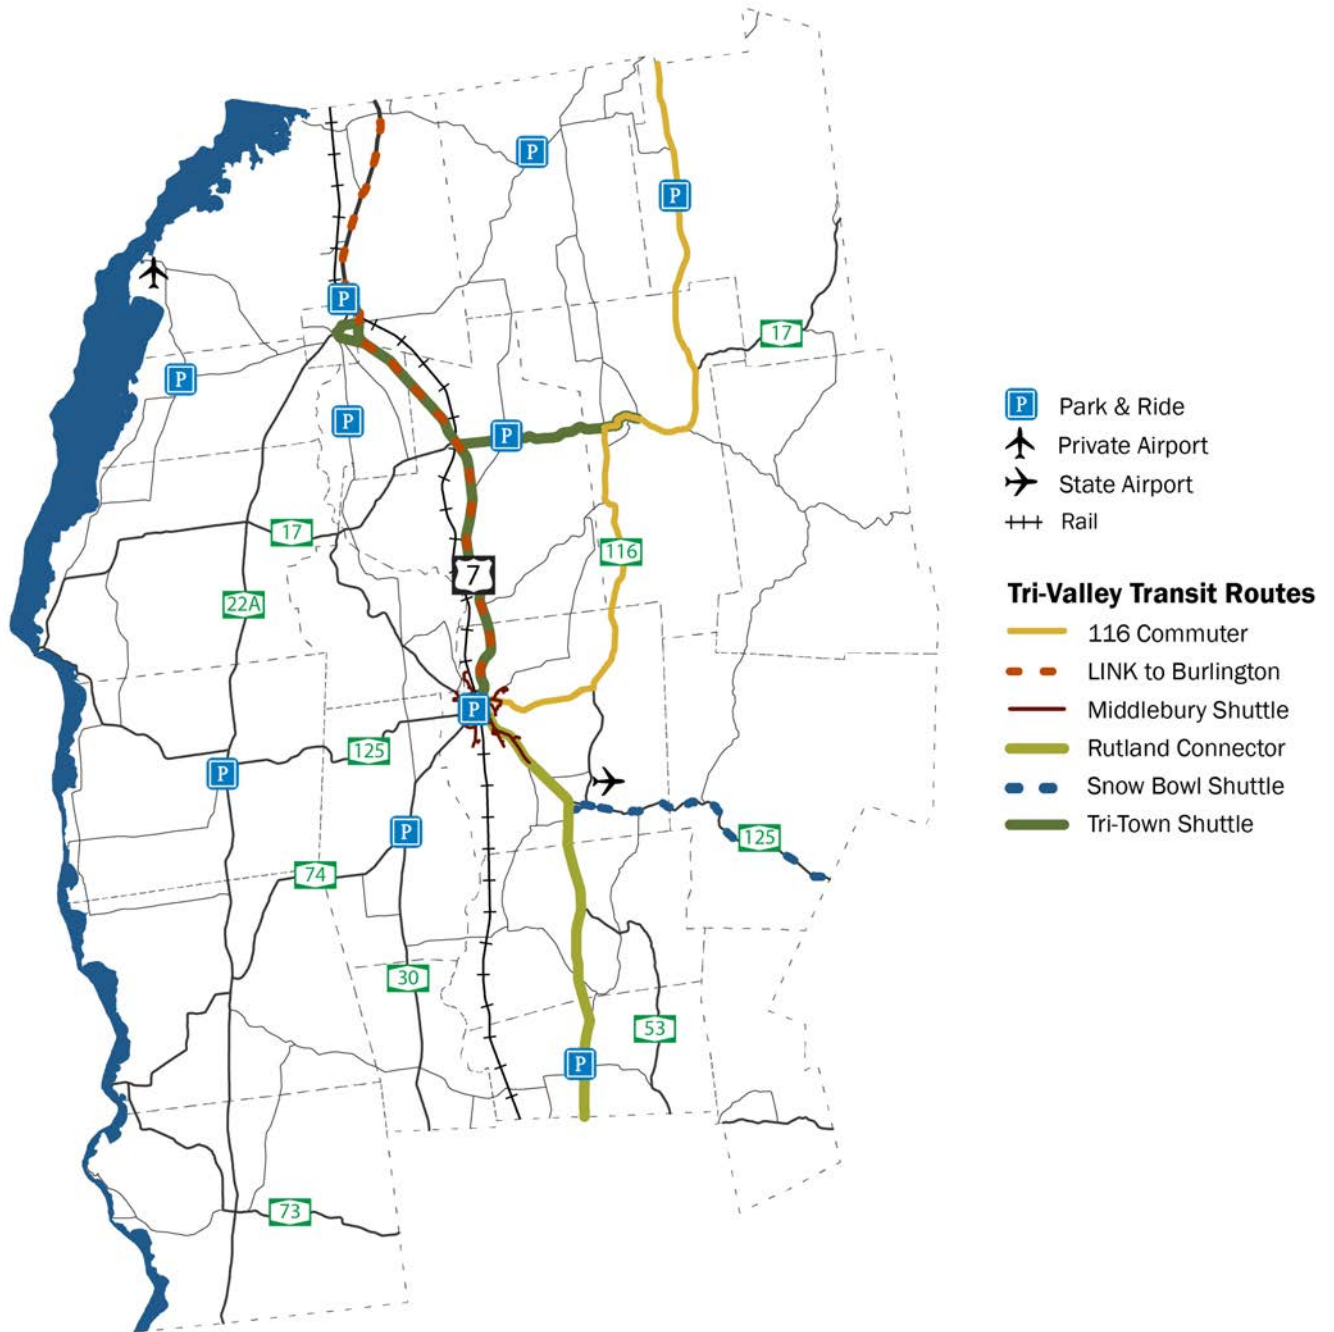 P
P
P
17
P
P
P
17
116
7
22A
P
125
P
125
P
74
30
53
P
73
P Park & Ride
Private Airport
State Airport
Rail
Tri-Valley Transit Routes
116 Commuter
LINK to Burlington
Middlebury Shuttle
Rutland Connector
Snow Bowl Shuttle
Tri-Town Shuttle